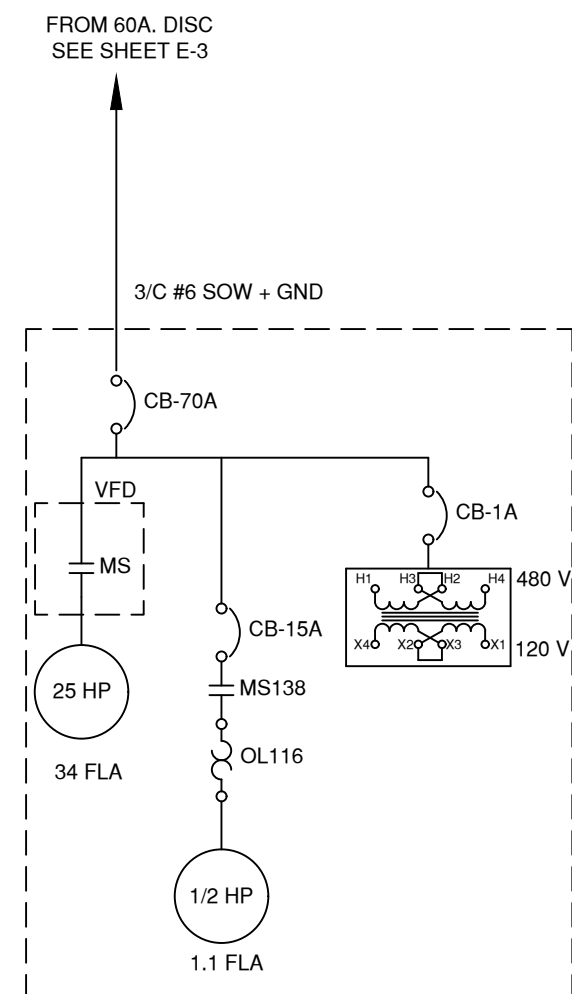 FROM 60A. DISC
SEE SHEET E-3
3/C #6 SOW + GND
CB-70A
VFD
CB-1A
MS
H1 H3 H2 H4 480 V
CB-15A
X4 X2 X3 X1 120 V
25 HP
MS138
OL116
34 FLA
1/2 HP
1.1 FLA